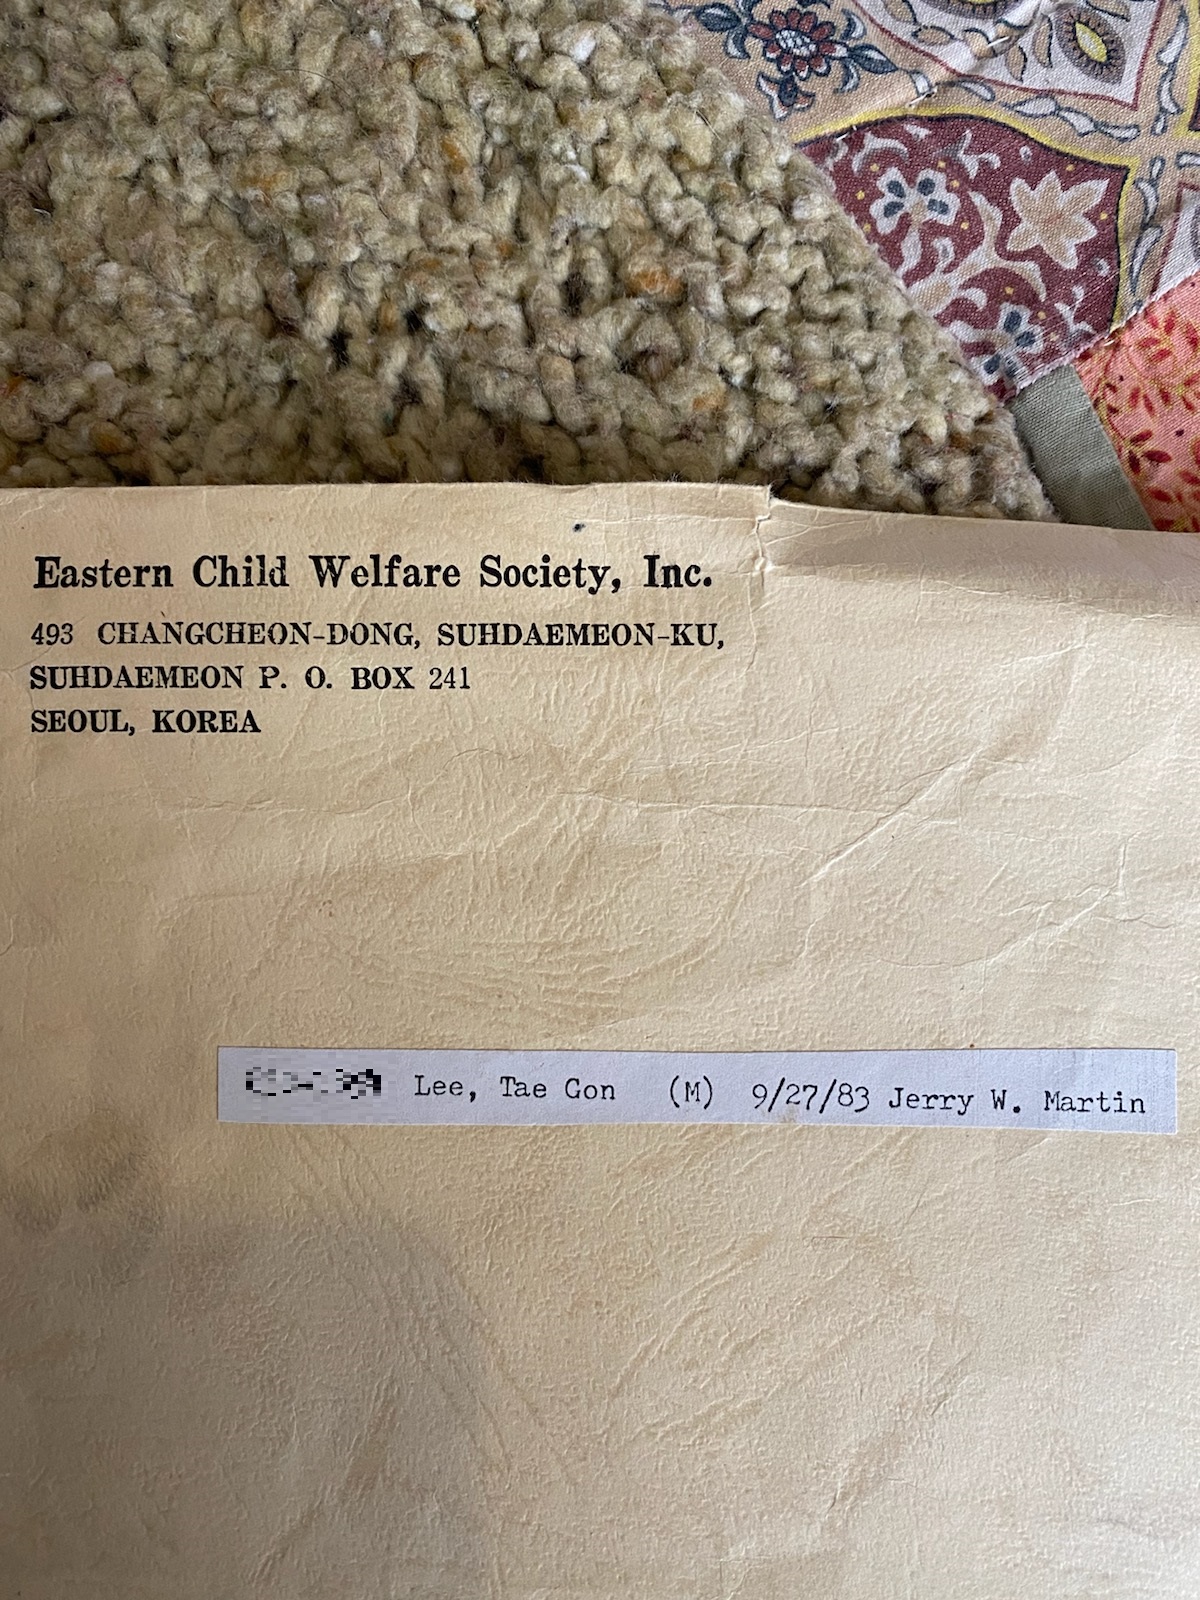 Eastern Child Welfare Society, Inc.
493 CHANGCHEON-DONG, SUHDAEMEON-KU,
SUHDAEMEON P. O. BOX 241
SEOUL, KOREA
Lee, Tae Gon (M) 9/27/83 Jerry W. Martin